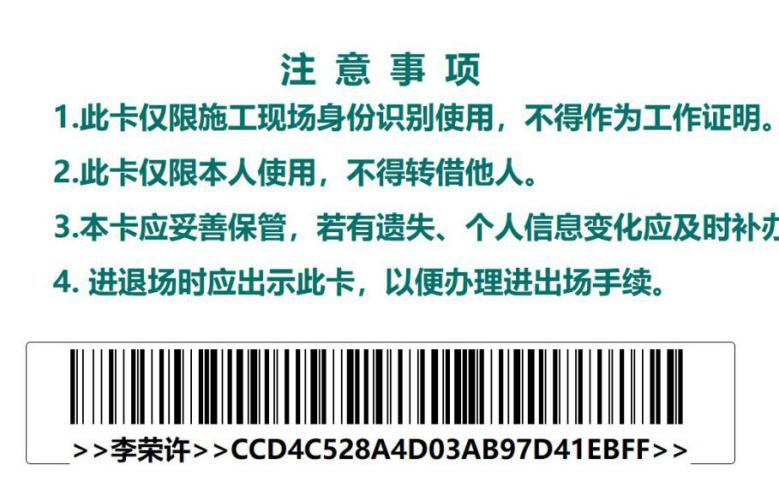 注意事项
1.此卡仅限施工现场身份识别使用，不得作为工作证明。
2.此卡仅限本人使用，不得转借他人。
3.本卡应妥善保管，若有遗失、个人信息变化应及时补办
4. 进退场时应出示此卡，以便办理进出场手续。
>>李荣许>>CCD4C528A4D03AB97D41EBFF>>